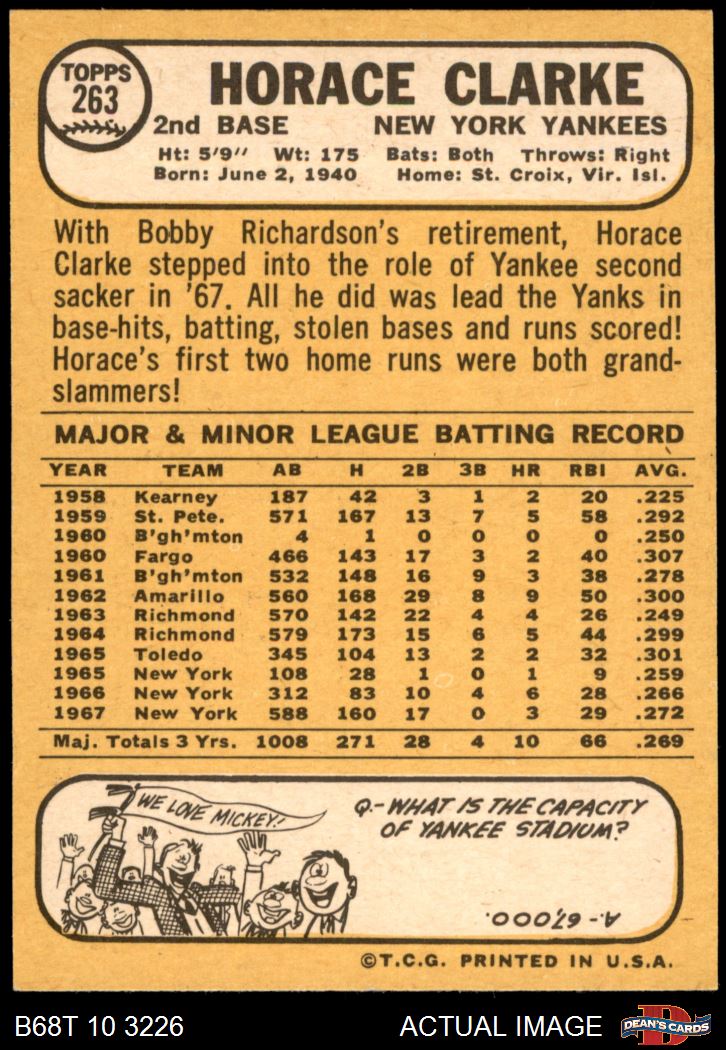 TOPPS
263
HORACE CLARKE
2nd BASE NEW YORK YANKEES
Ht: 5'9" Wt: 175 Bats: Both Throws: Right
Born: June 2, 1940 Home: St. Croix, Vir. Isl.
With Bobby Richardson's retirement, Horace
Clarke stepped into the role of Yankee second
sacker in '67. All he did was lead the Yanks in
base-hits, batting, stolen bases and runs scored!
Horace's first two home runs were both grand-
slammers!
MAJOR & MINOR LEAGUE BATTING RECORD
YEAR TEAM AB H 2B 3B HR RBI AVG.
1958 Kearney 187 42 3 1 2 20 .225
1959 St. Pete. 571 167 13 7 5 58 .292
1960 B'gh'mton 4 1 0 0 0 0 .250
1960 Fargo 466 143 17 3 2 40 .307
1961 B'gh'mton 532 148 16 9 3 38 .278
1962 Amarillo 560 168 29 8 9 50 .300
1963 Richmond 570 142 22 4 4 26 .249
1964 Richmond 579 173 15 6 5 44 .299
1965 Toledo 345 104 13 2 2 32 .301
1965 New York 108 28 1 0 1 9 .259
1966 New York 312 83 10 4 6 28 .266
1967 New York 588 160 17 0 3 29 .272
Maj. Totals 3 Yrs. 1008 271 28 4 10 66 .269
WE LOVE MICKEY!
Q.- WHAT IS THE CAPACITY
OF YANKEE STADIUM?
A.- 67,000.
©T.C.G. PRINTED IN U.S.A.
B68T 10 3226 ACTUAL IMAGE D DEAN'S CARDS